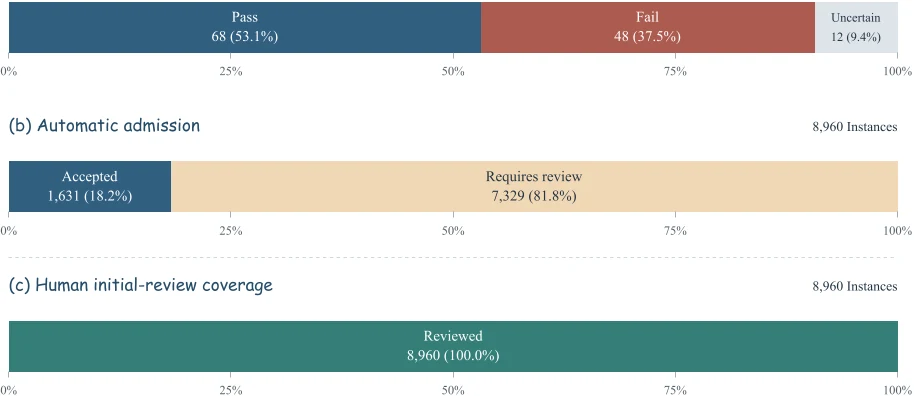 Pass
68 (53.1%)
Fail
48 (37.5%)
Uncertain
12 (9.4%)
0% 25% 50% 75% 100%
(b) Automatic admission 8,960 Instances
Accepted
1,631 (18.2%)
Requires review
7,329 (81.8%)
0% 25% 50% 75% 100%
(c) Human initial-review coverage 8,960 Instances
Reviewed
8,960 (100.0%)
0% 25% 50% 75% 100%